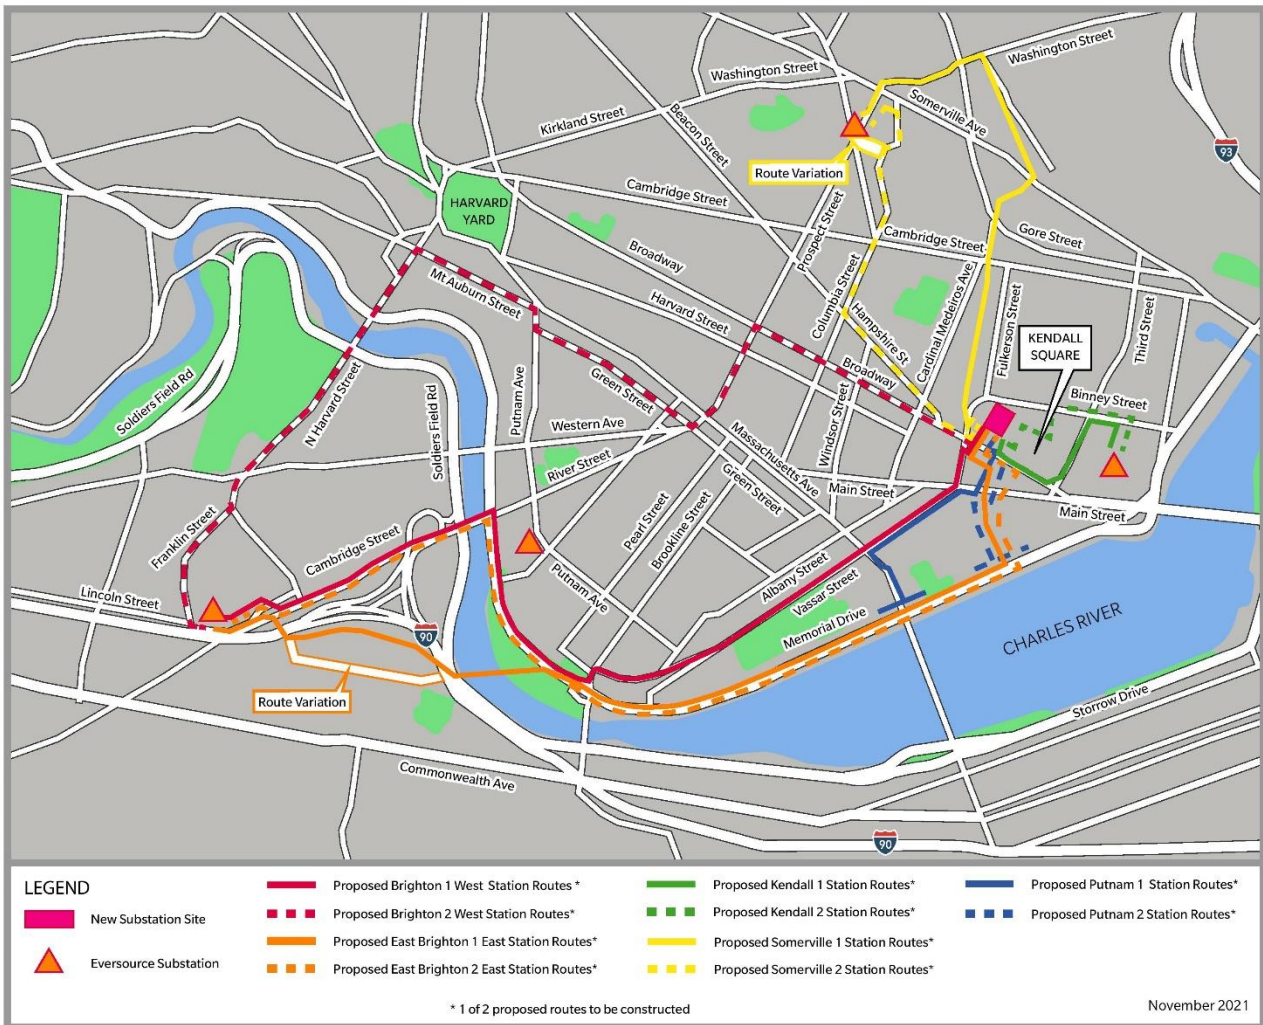 Washington Street
Washington Street
Somerville Ave
Beacon Street
Kirkland Street
93
Route Variation
Cambridge Street
HARVARD
YARD
Prospect Street
Cambridge Street
Gore Street
Broadway
Mt Auburn Street
Harvard Street
Columbia Street
Hampshire St
Cardinal Medeiros Ave
Fulkerson Street
Third Street
KENDALL
SQUARE
Soldiers Field Rd
N Harvard Street
Soldiers Field Rd
Putnam Ave
Green Street
Broadway
Binney Street
Western Ave
Windsor Street
Massachusetts Ave
River Street
Green Street
Main Street
Main Street
Franklin Street
Cambridge Street
Pearl Street
Brookline Street
Putnam Ave
Albany Street
Vassar Street
Lincoln Street
Memorial Drive
CHARLES RIVER
90
Route Variation
Storrow Drive
Commonwealth Ave
90
LEGEND
New Substation Site
Eversource Substation
Proposed Brighton 1 West Station Routes *
Proposed Brighton 2 West Station Routes*
Proposed East Brighton 1 East Station Routes*
Proposed East Brighton 2 East Station Routes*
Proposed Kendall 1 Station Routes*
Proposed Kendall 2 Station Routes*
Proposed Somerville 1 Station Routes*
Proposed Somerville 2 Station Routes*
Proposed Putnam 1 Station Routes*
Proposed Putnam 2 Station Routes*
* 1 of 2 proposed routes to be constructed
November 2021